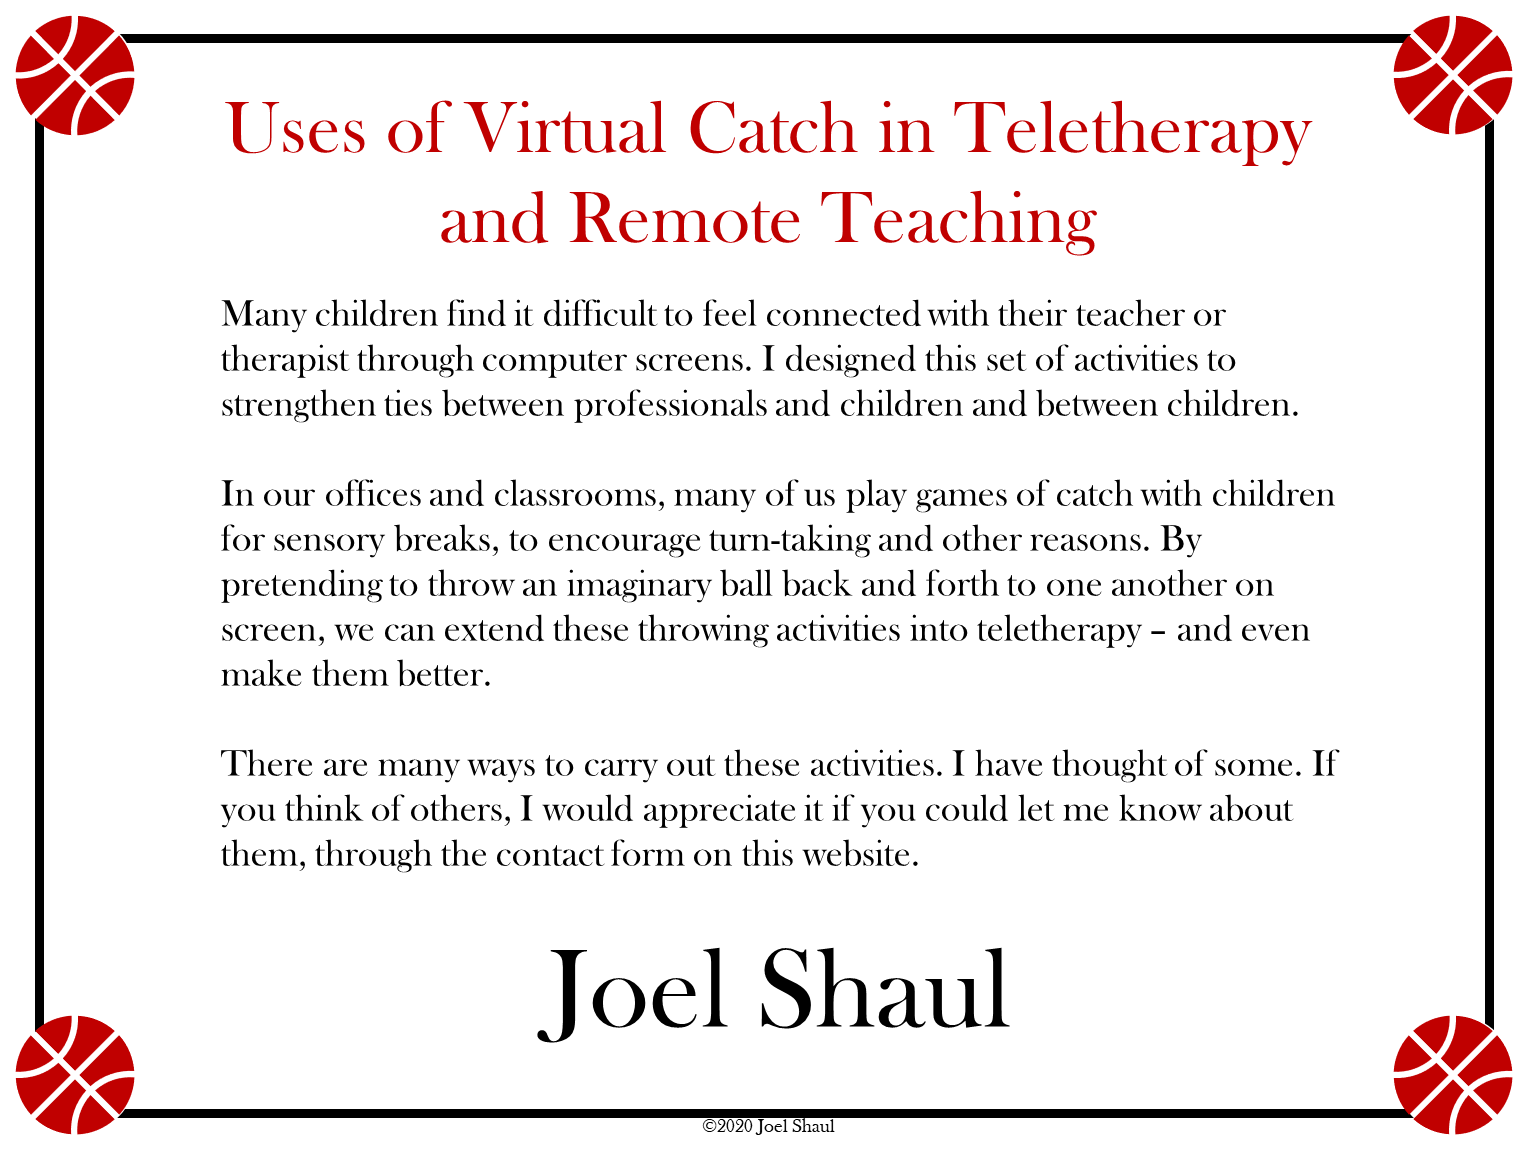 Uses of Virtual Catch in Teletherapy
and Remote Teaching
Many children find it difficult to feel connected with their teacher or
therapist through computer screens. I designed this set of activities to
strengthen ties between professionals and children and between children.
In our offices and classrooms, many of us play games of catch with children
for sensory breaks, to encourage turn-taking and other reasons. By
pretending to throw an imaginary ball back and forth to one another on
screen, we can extend these throwing activities into teletherapy – and even
make them better.
There are many ways to carry out these activities. I have thought of some. If
you think of others, I would appreciate it if you could let me know about
them, through the contact form on this website.
Joel Shaul
©2020 Joel Shaul